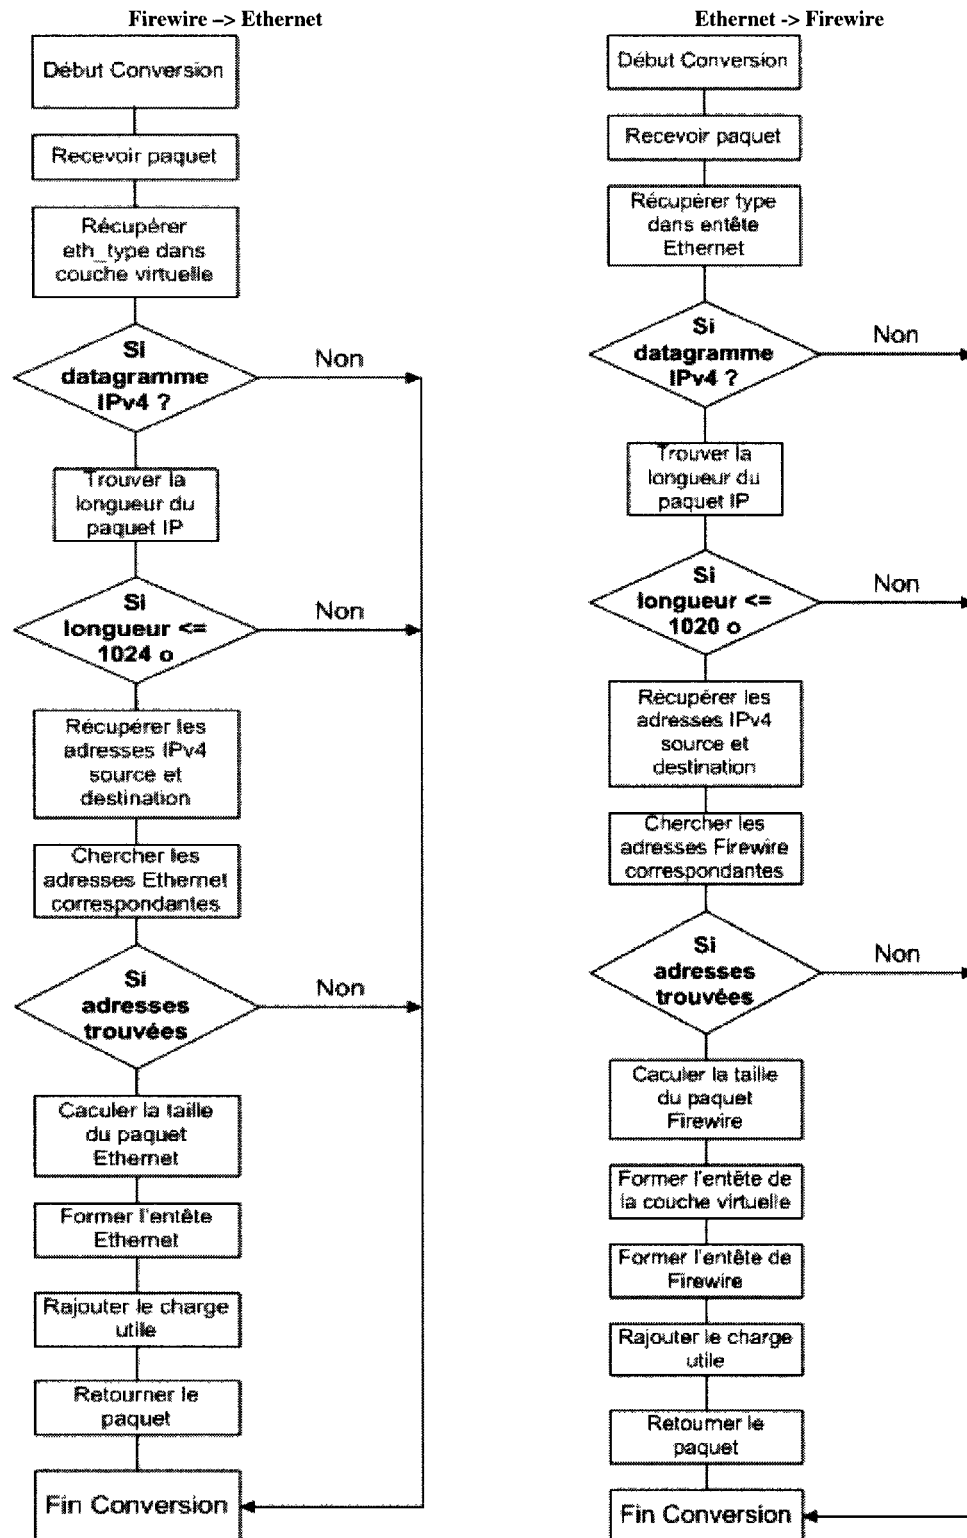 Firewire –> Ethernet
Début Conversion
Recevoir paquet
Récupérer
eth_type dans
couche virtuelle
Si
datagramme
IPv4 ?
Non
Trouver la
longueur du
paquet IP
Si
longueur <=
1024 o
Non
Récupérer les
adresses IPv4
source et
destination
Chercher les
adresses Ethernet
correspondantes
Si
adresses
trouvées
Non
Caculer la taille
du paquet
Ethernet
Former l'entête
Ethernet
Rajouter le charge
utile
Retourner le
paquet
Fin Conversion
Ethernet -> Firewire
Début Conversion
Recevoir paquet
Récupérer type
dans entête
Ethernet
Si
datagramme
IPv4 ?
Non
Trouver la
longueur du
paquet IP
Si
longueur <=
1020 o
Non
Récupérer les
adresses IPv4
source et
destination
Chercher les
adresses Firewire
correspondantes
Si
adresses
trouvées
Non
Caculer la taille
du paquet
Firewire
Former l'entête de
la couche virtuelle
Former l'entête de
Firewire
Rajouter le charge
utile
Retourner le
paquet
Fin Conversion